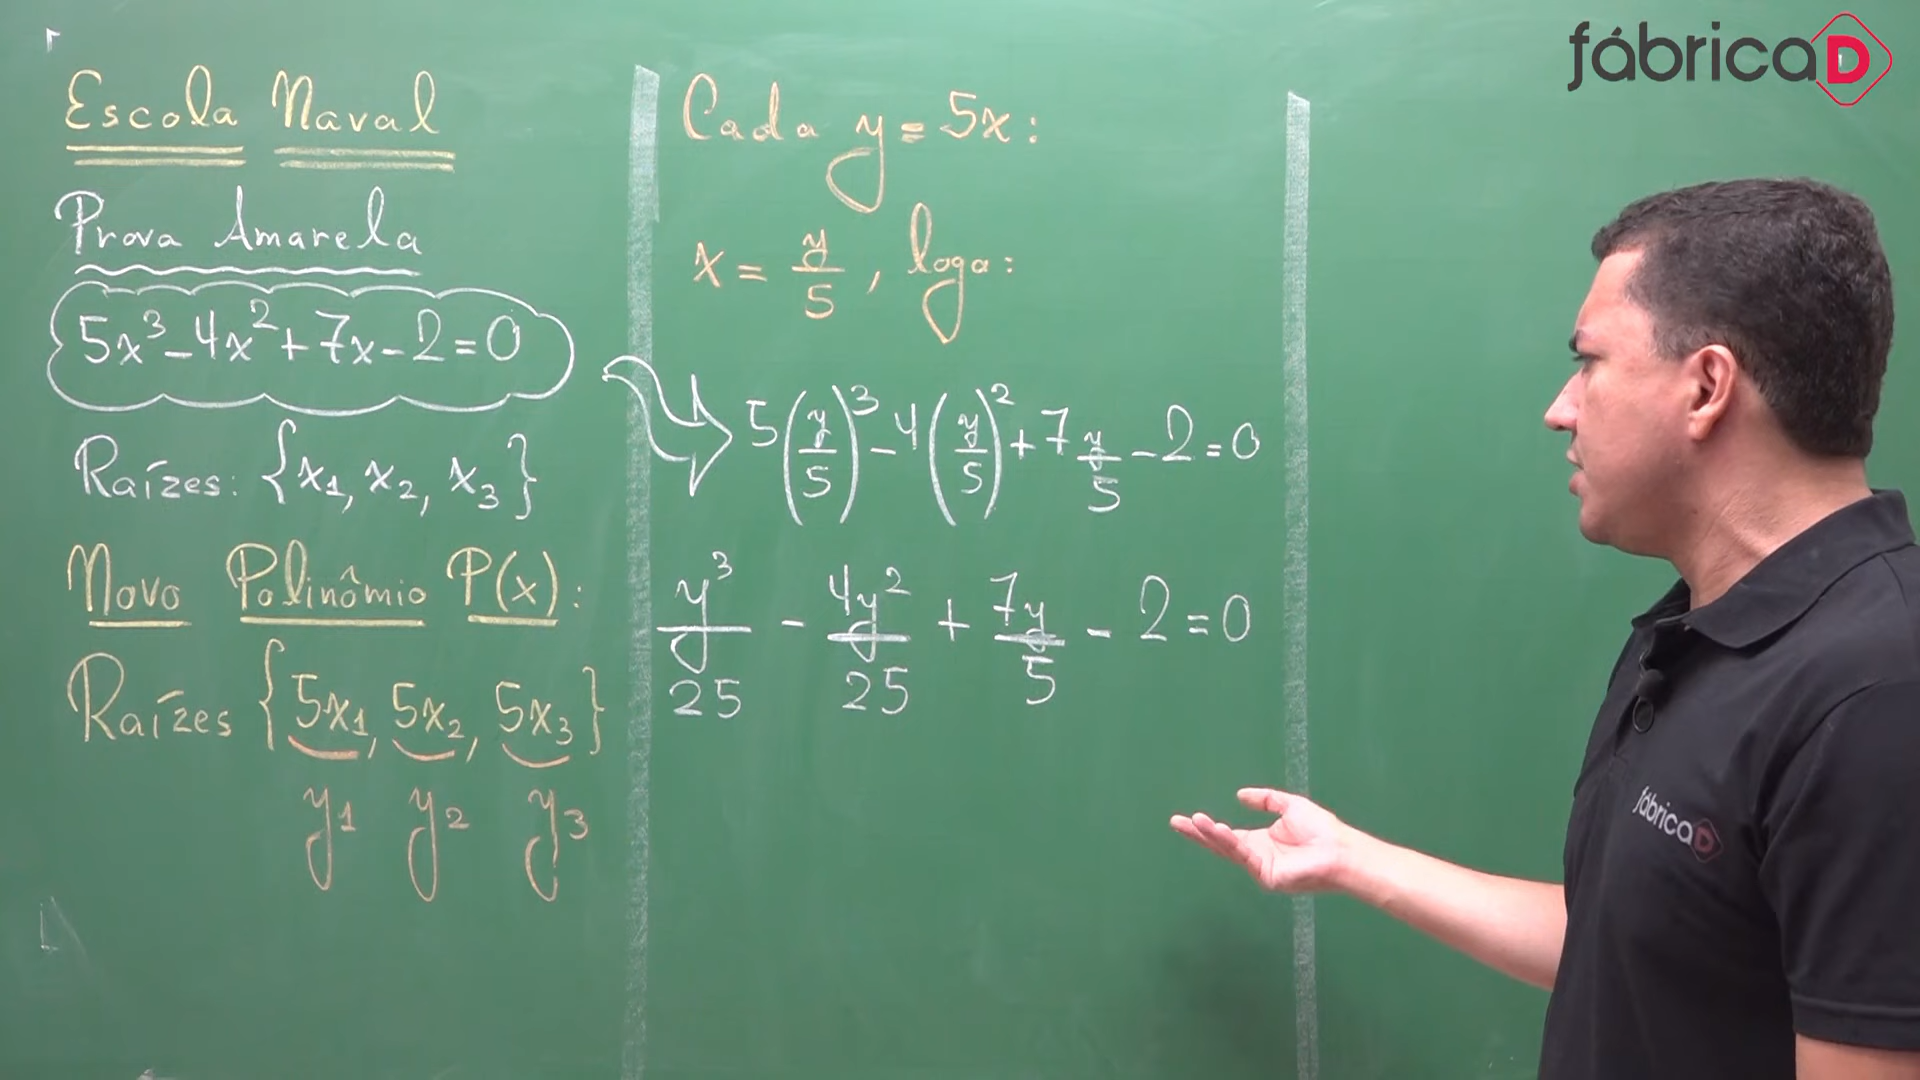 fábricaD
Escola Naval
Prova Amarela
5x³-4x²+7x-2=0
Raízes: {x₁, x₂, x₃}
Novo Polinômio P(x):
Raízes {5x₁, 5x₂, 5x₃}
y₁ y₂ y₃
Cada y = 5x:
x = y/5, logo:
5(y/5)³-4(y/5)²+7y/5-2=0
y³/25 - 4y²/25 + 7y/5 - 2=0
fábricaD